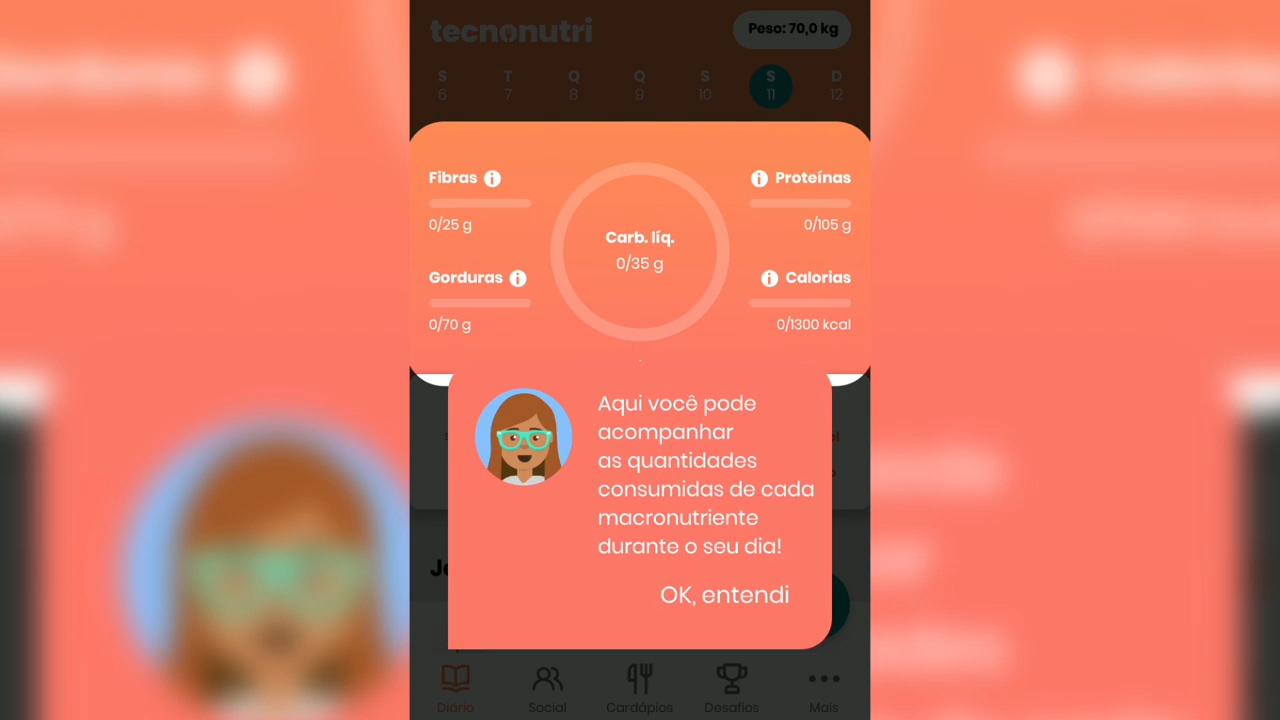 tecnonutri
Peso: 70,0 kg
S T Q Q S S D
6 7 8 9 10 11 12
Fibras
0/25 g
Proteínas
0/105 g
Carb. líq.
0/35 g
Gorduras
0/70 g
Calorias
0/1300 kcal
Aqui você pode
acompanhar
as quantidades
consumidas de cada
macronutriente
durante o seu dia!
OK, entendi
Diário
Social
Cardápios
Desafios
Mais